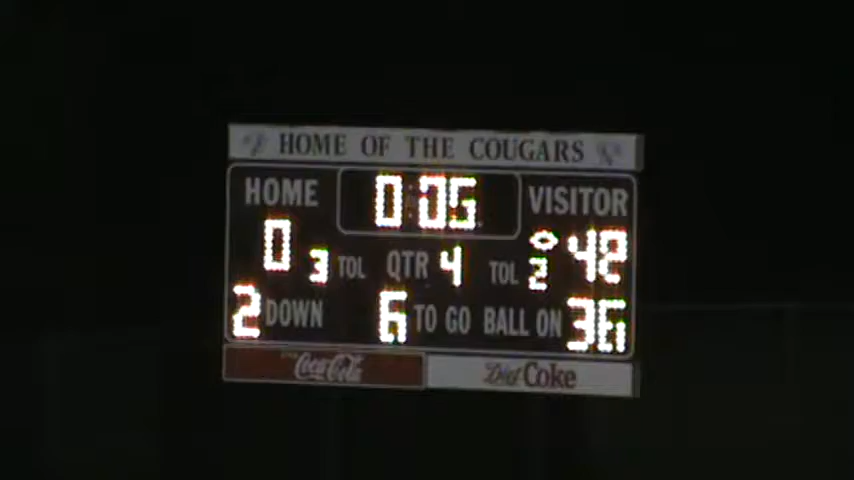 HOME OF THE COUGARS
HOME 0:05 VISITOR
0 3 TOL QTR 4 TOL 2 42
2 DOWN 6 TO GO BALL ON 36
Coca-Cola Diet Coke